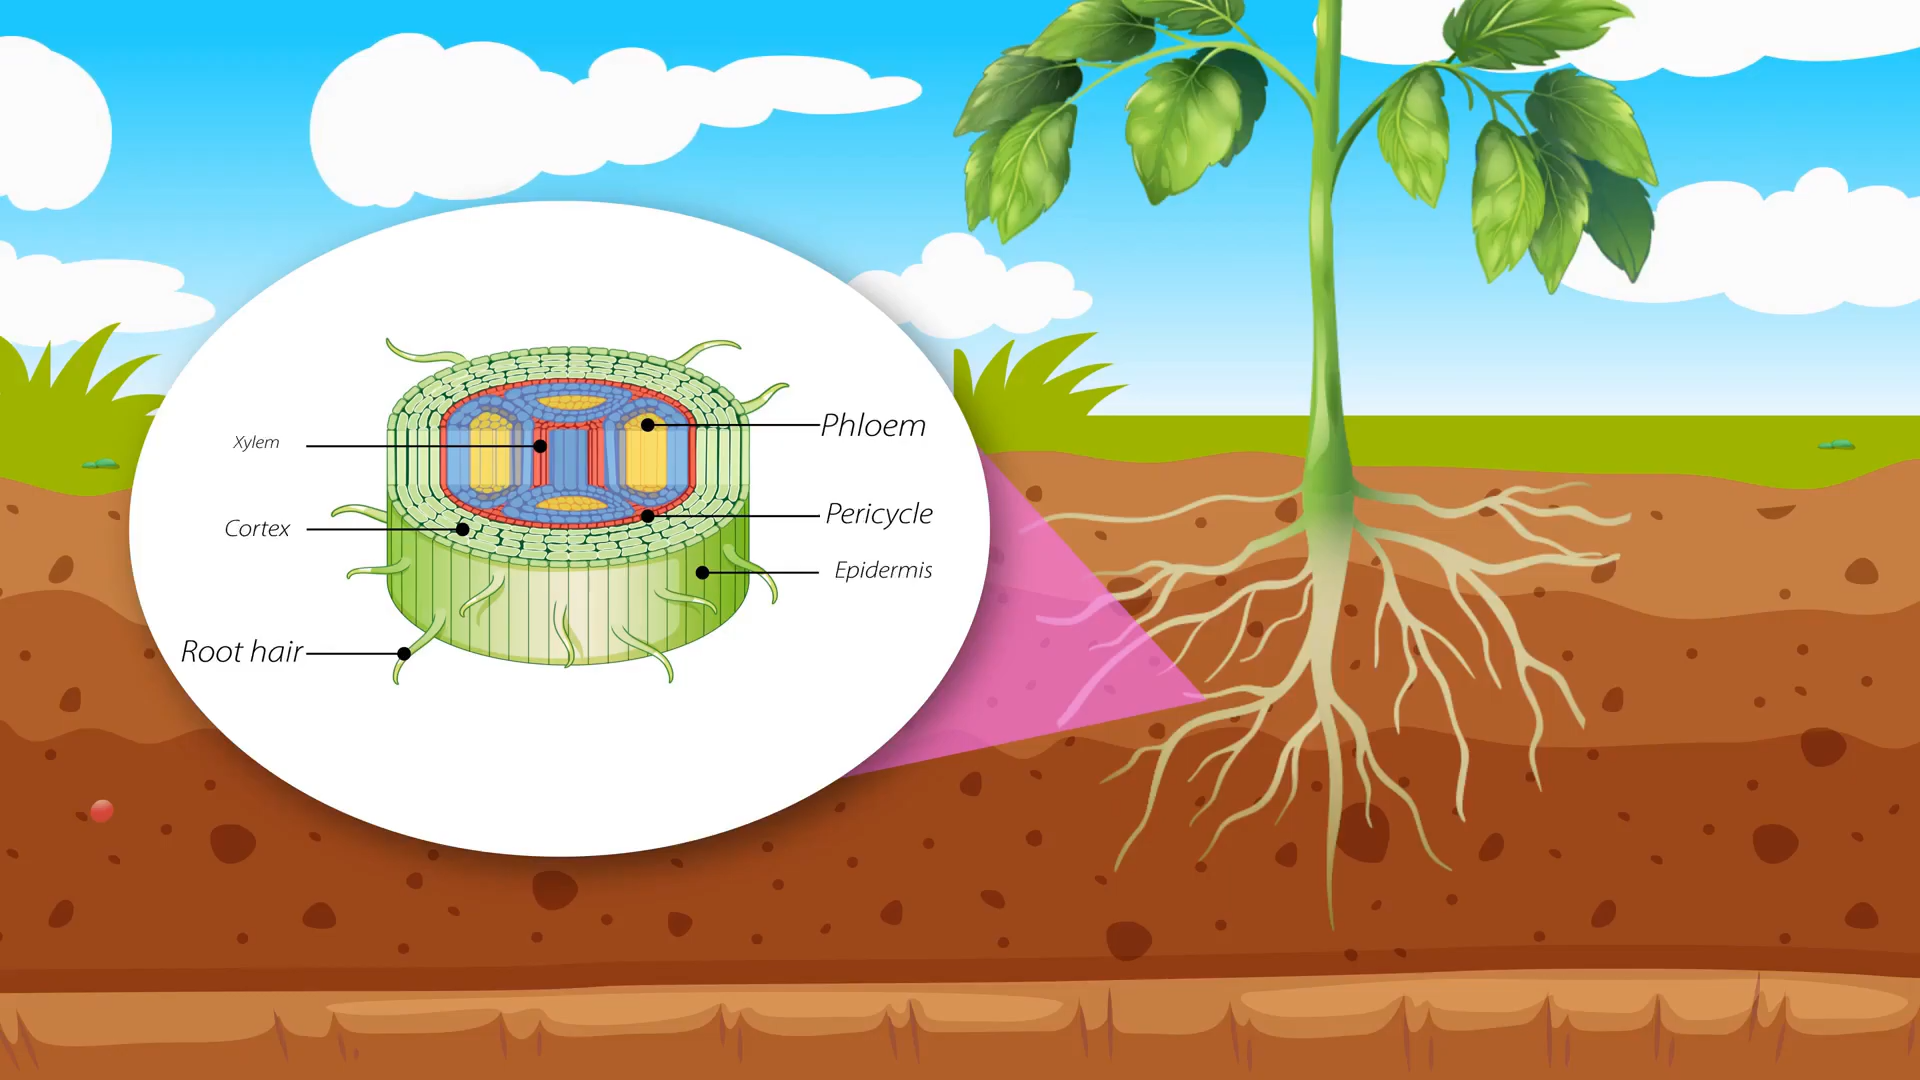 Phloem
Xylem
Pericycle
Cortex
Epidermis
Root hair